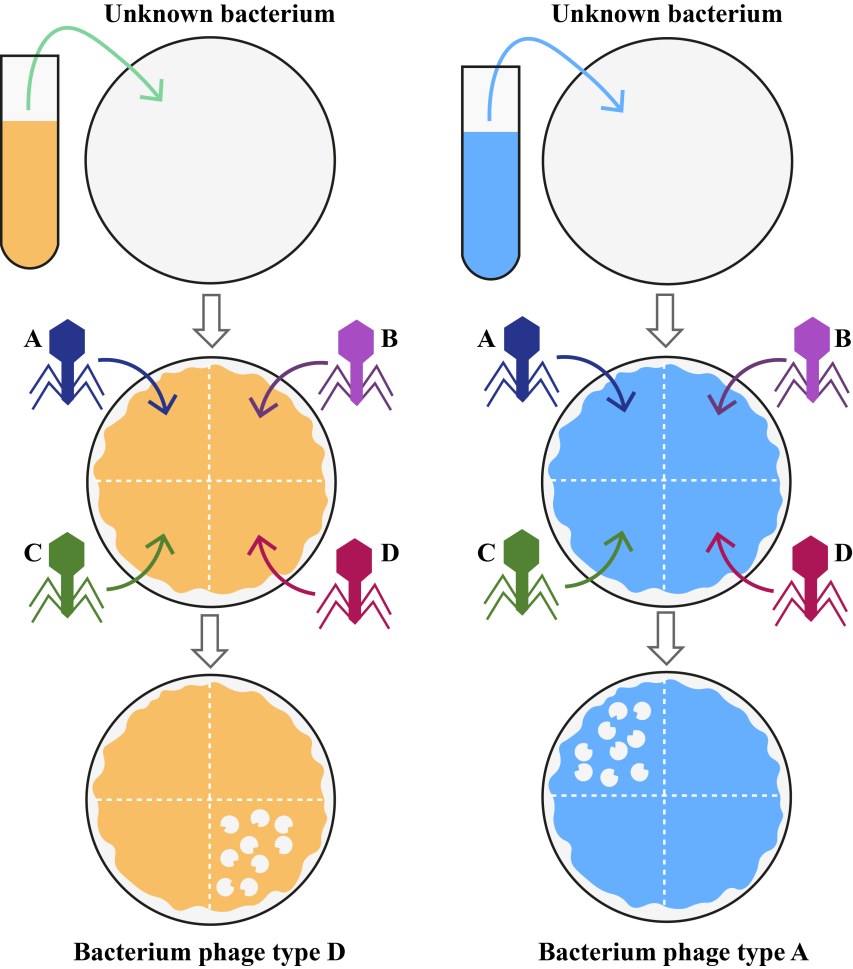 Unknown bacterium
Unknown bacterium
A
B
A
B
C
D
C
D
Bacterium phage type D
Bacterium phage type A